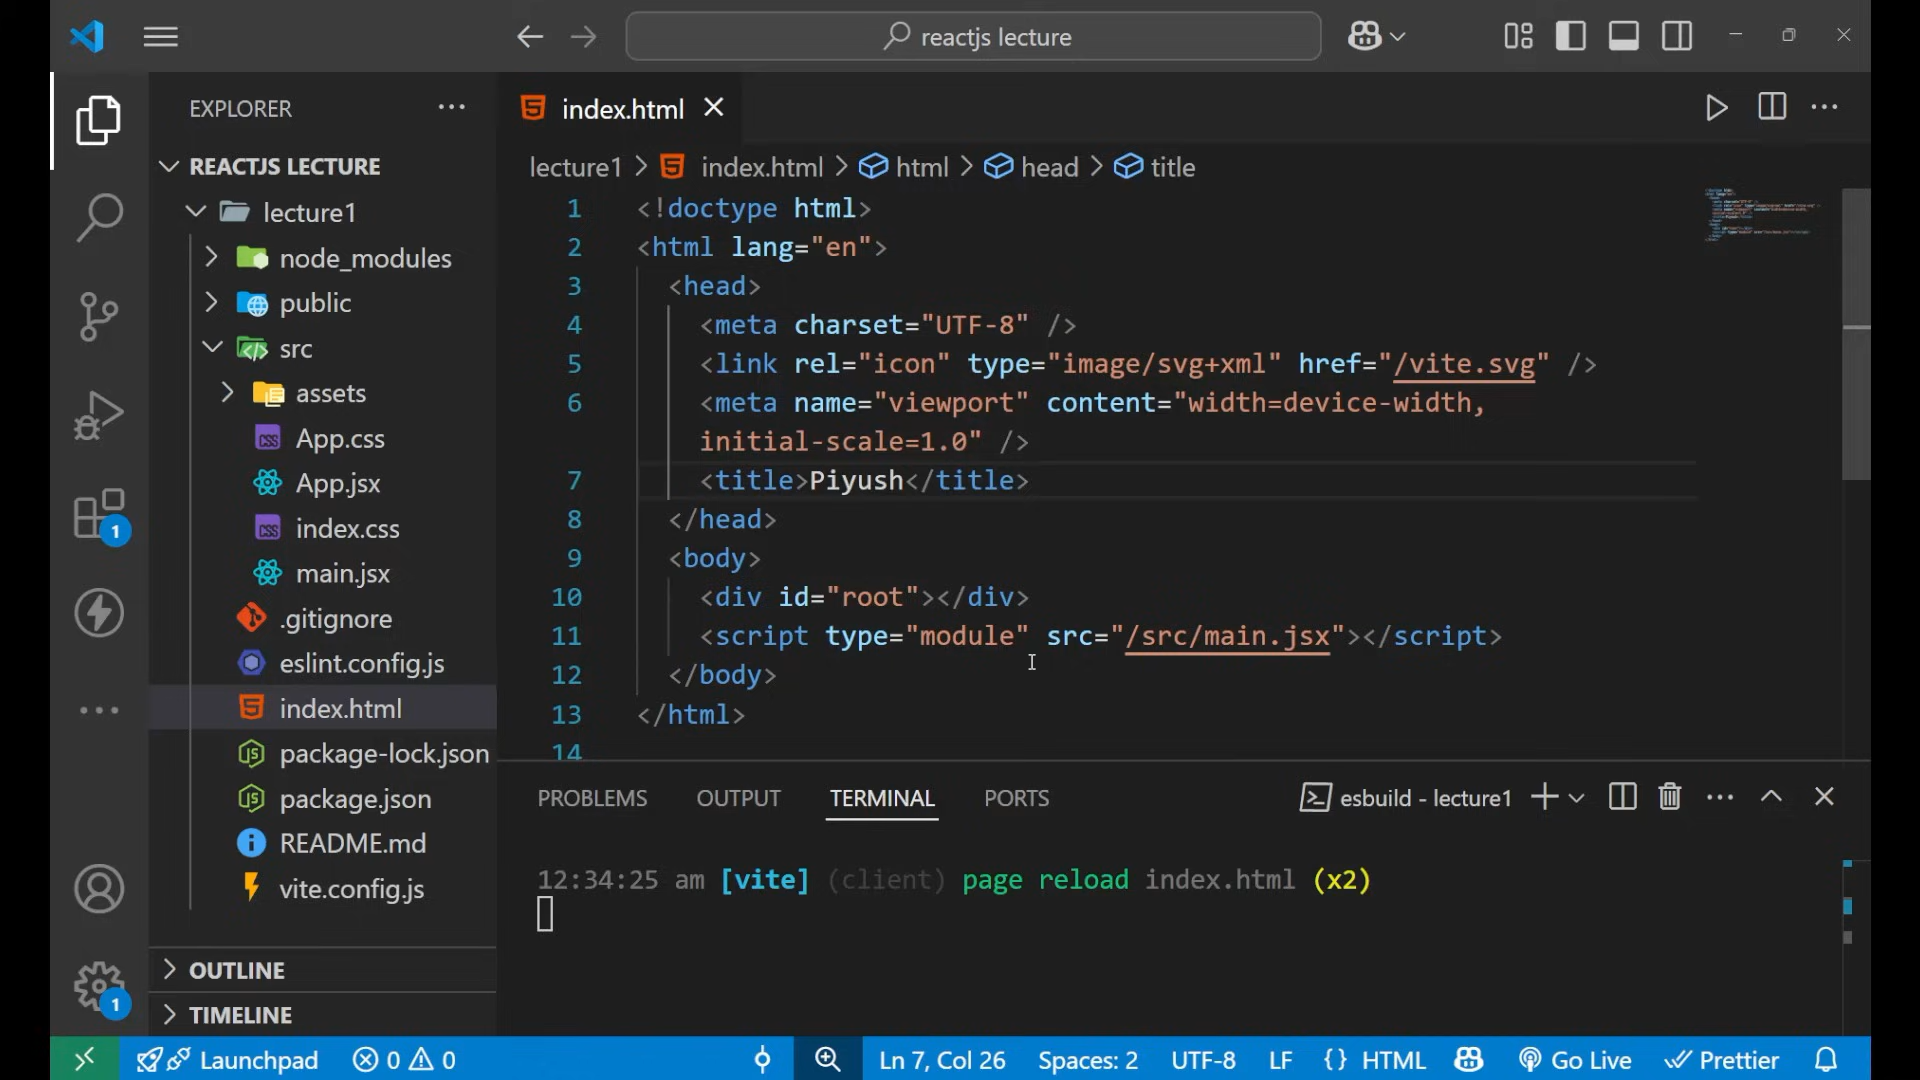 reactjs lecture
EXPLORER
index.html
REACTJS LECTURE
lecture1 > index.html > html > head > title
lecture1
node_modules
public
src
assets
App.css
App.jsx
index.css
main.jsx
.gitignore
eslint.config.js
index.html
package-lock.json
package.json
README.md
vite.config.js
OUTLINE
TIMELINE
1
1
1 <!doctype html>
2 <html lang="en">
3 <head>
4 <meta charset="UTF-8" />
5 <link rel="icon" type="image/svg+xml" href="/vite.svg" />
6 <meta name="viewport" content="width=device-width,
initial-scale=1.0" />
7 <title>Piyush</title>
8 </head>
9 <body>
10 <div id="root"></div>
11 <script type="module" src="/src/main.jsx"></script>
12 </body>
13 </html>
14
PROBLEMS OUTPUT TERMINAL PORTS esbuild - lecture1
12:34:25 am [vite] (client) page reload index.html (x2)
Launchpad 0 0 Ln 7, Col 26 Spaces: 2 UTF-8 LF {} HTML Go Live Prettier